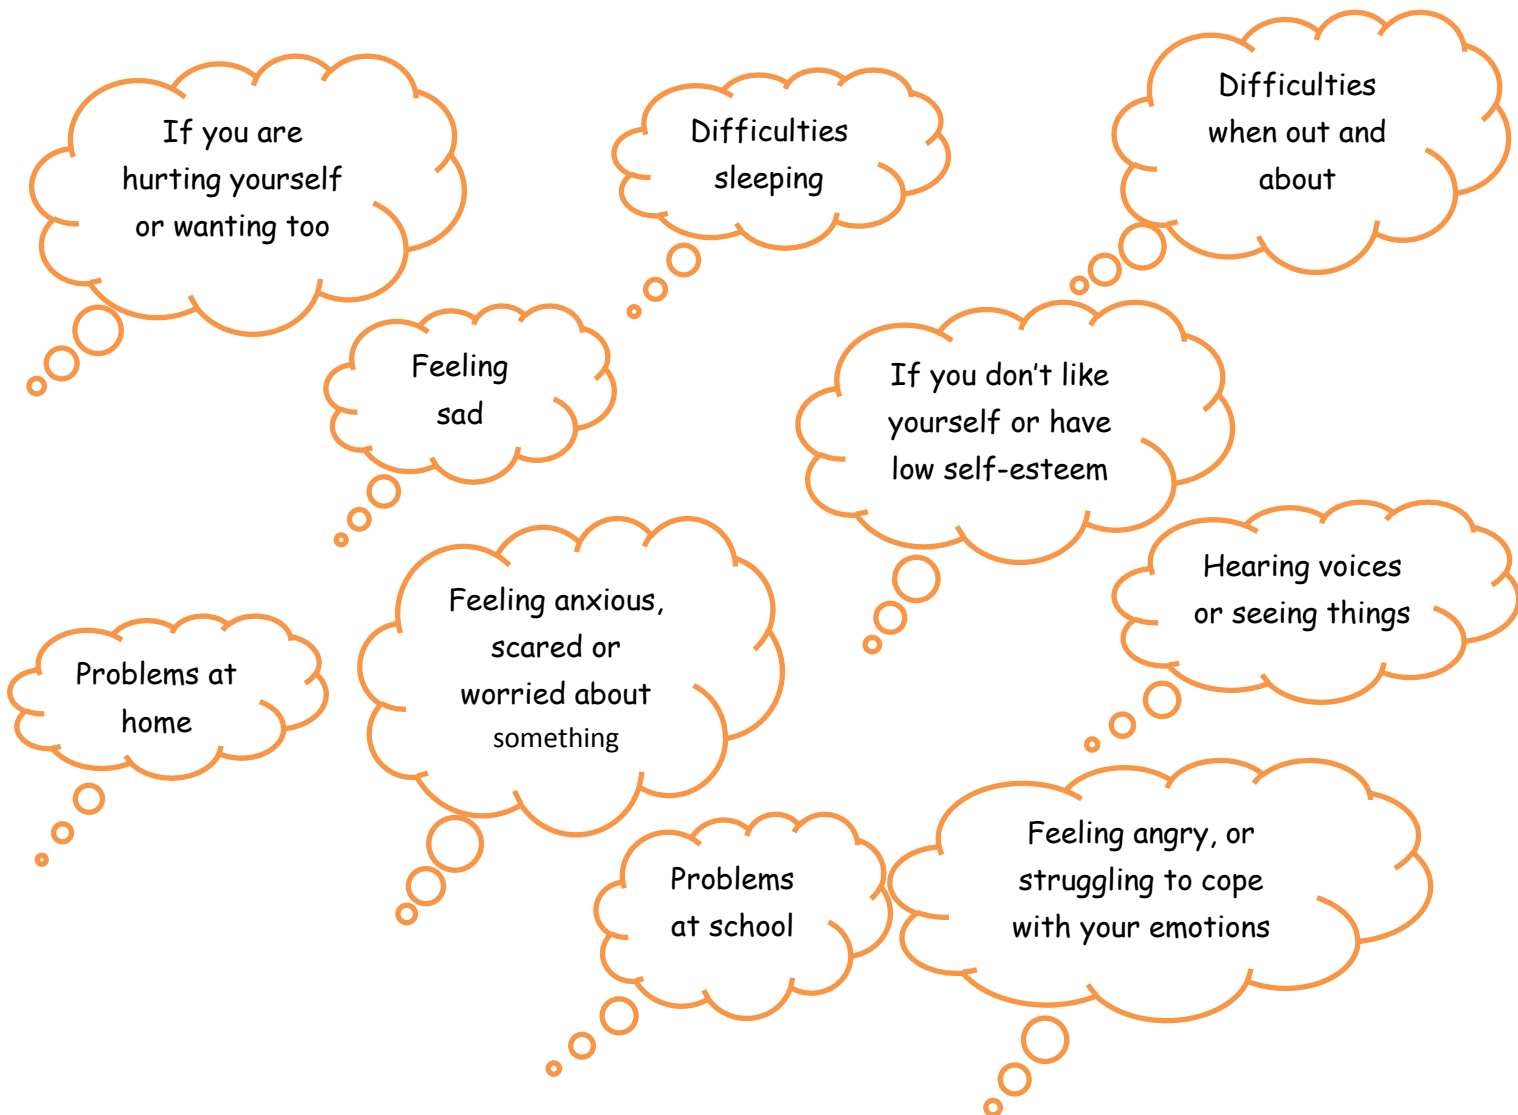 If you are
hurting yourself
or wanting too
Difficulties
sleeping
Difficulties
when out and
about
Feeling
sad
If you don't like
yourself or have
low self-esteem
Hearing voices
or seeing things
Feeling anxious,
scared or
worried about
something
Problems at
home
Problems
at school
Feeling angry, or
struggling to cope
with your emotions